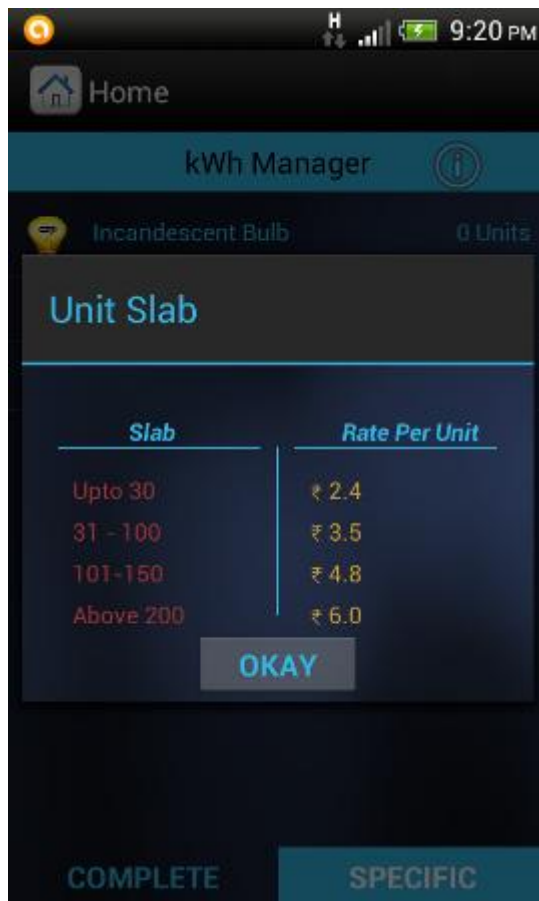 H 9:20 PM
Home
kWh Manager
Incandescent Bulb 0 Units
Unit Slab
Slab Rate Per Unit
Upto 30 ₹ 2.4
31 - 100 ₹ 3.5
101-150 ₹ 4.8
Above 200 ₹ 6.0
OKAY
COMPLETE SPECIFIC